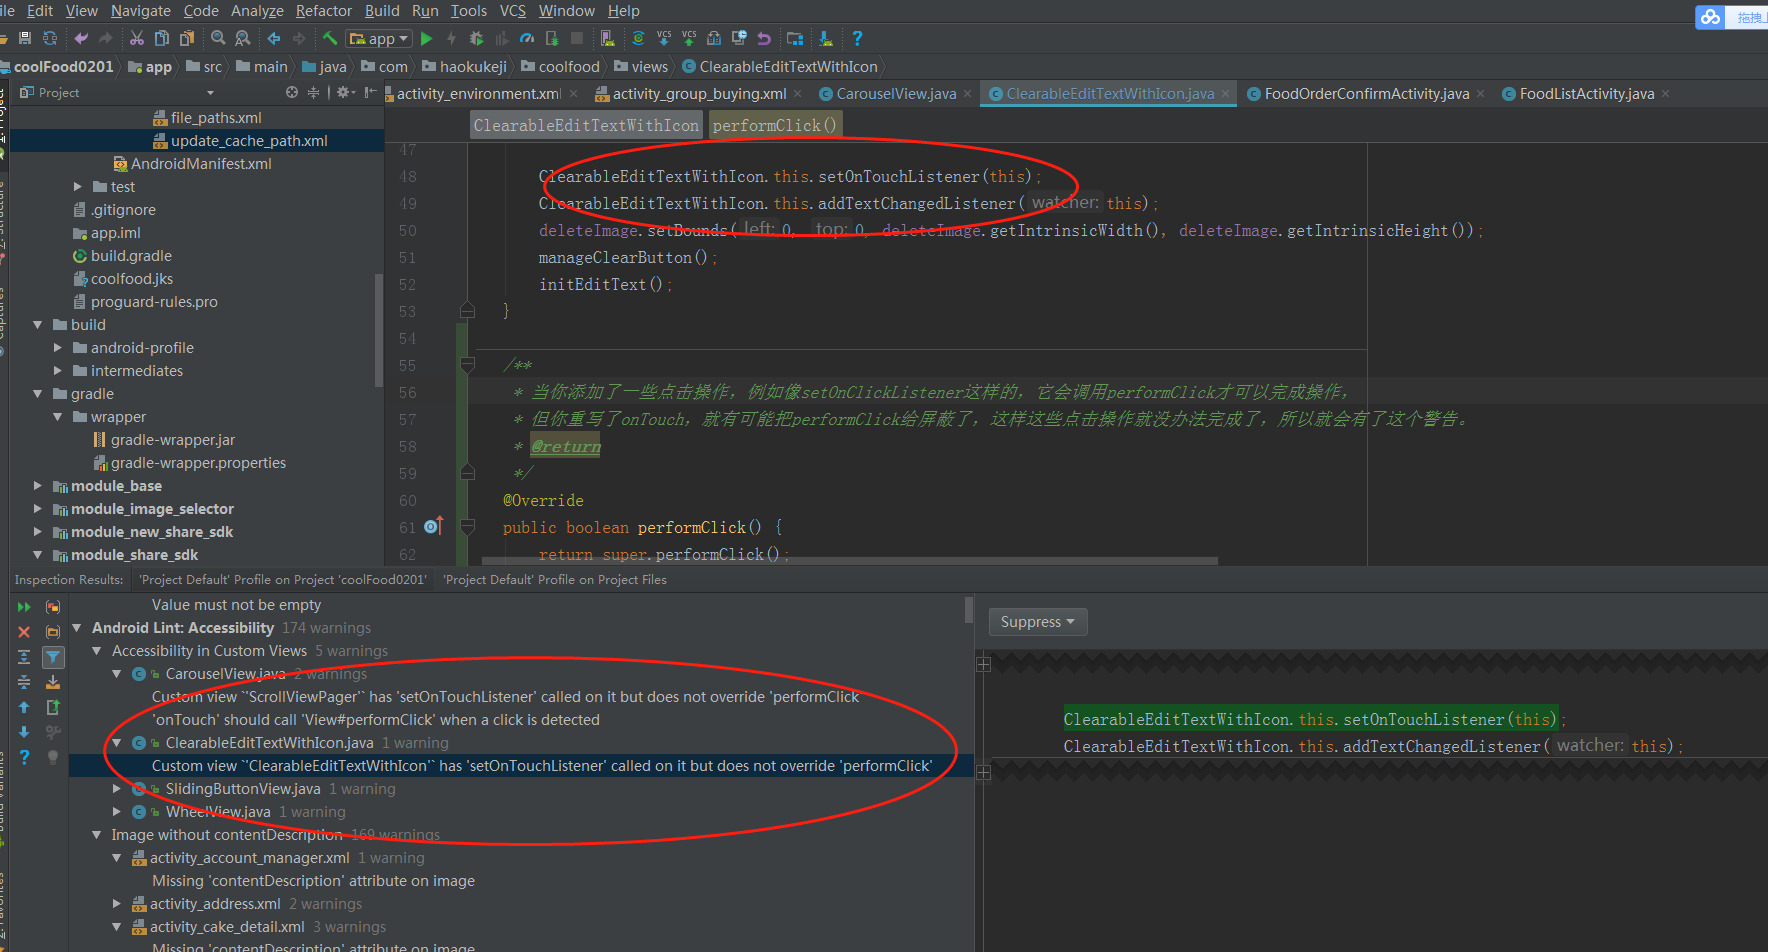 ile Edit View Navigate Code Analyze Refactor Build Run Tools VCS Window Help
拖拽上
app
VCS VCS
coolFood0201 app src main java com haokukeji coolfood views ClearableEditTextWithIcon
Project
activity_environment.xml activity_group_buying.xml CarouselView.java ClearableEditTextWithIcon.java FoodOrderConfirmActivity.java FoodListActivity.java
ClearableEditTextWithIcon performClick()
file_paths.xml
update_cache_path.xml
AndroidManifest.xml
test
.gitignore
app.iml
build.gradle
coolfood.jks
proguard-rules.pro
build
android-profile
intermediates
gradle
wrapper
gradle-wrapper.jar
gradle-wrapper.properties
module_base
module_image_selector
module_new_share_sdk
module_share_sdk
47
48 ClearableEditTextWithIcon.this.setOnTouchListener(this);
49 ClearableEditTextWithIcon.this.addTextChangedListener( watcher: this);
50 deleteImage.setBounds( left: 0, top: 0, deleteImage.getIntrinsicWidth(), deleteImage.getIntrinsicHeight());
51 manageClearButton();
52 initEditText();
53 }
54
55 /**
56 * 当你添加了一些点击操作，例如像setOnClickListener这样的，它会调用performClick才可以完成操作，
57 * 但你重写了onTouch，就有可能把performClick给屏蔽了，这样这些点击操作就没办法完成了，所以就会有了这个警告。
58 * @return
59 */
60 @Override
61 public boolean performClick() {
62 return super.performClick();
Inspection Results: 'Project Default' Profile on Project 'coolFood0201' 'Project Default' Profile on Project Files
Value must not be empty
Android Lint: Accessibility 174 warnings
Accessibility in Custom Views 5 warnings
CarouselView.java 2 warnings
Custom view `'ScrollViewPager'` has 'setOnTouchListener' called on it but does not override 'performClick
'onTouch' should call 'View#performClick' when a click is detected
ClearableEditTextWithIcon.java 1 warning
Custom view `'ClearableEditTextWithIcon'` has 'setOnTouchListener' called on it but does not override 'performClick'
SlidingButtonView.java 1 warning
WheelView.java 1 warning
Image without contentDescription 169 warnings
activity_account_manager.xml 1 warning
Missing 'contentDescription' attribute on image
activity_address.xml 2 warnings
activity_cake_detail.xml 3 warnings
Missing 'contentDescription' attribute on image
Suppress
ClearableEditTextWithIcon.this.setOnTouchListener(this);
ClearableEditTextWithIcon.this.addTextChangedListener( watcher: this);